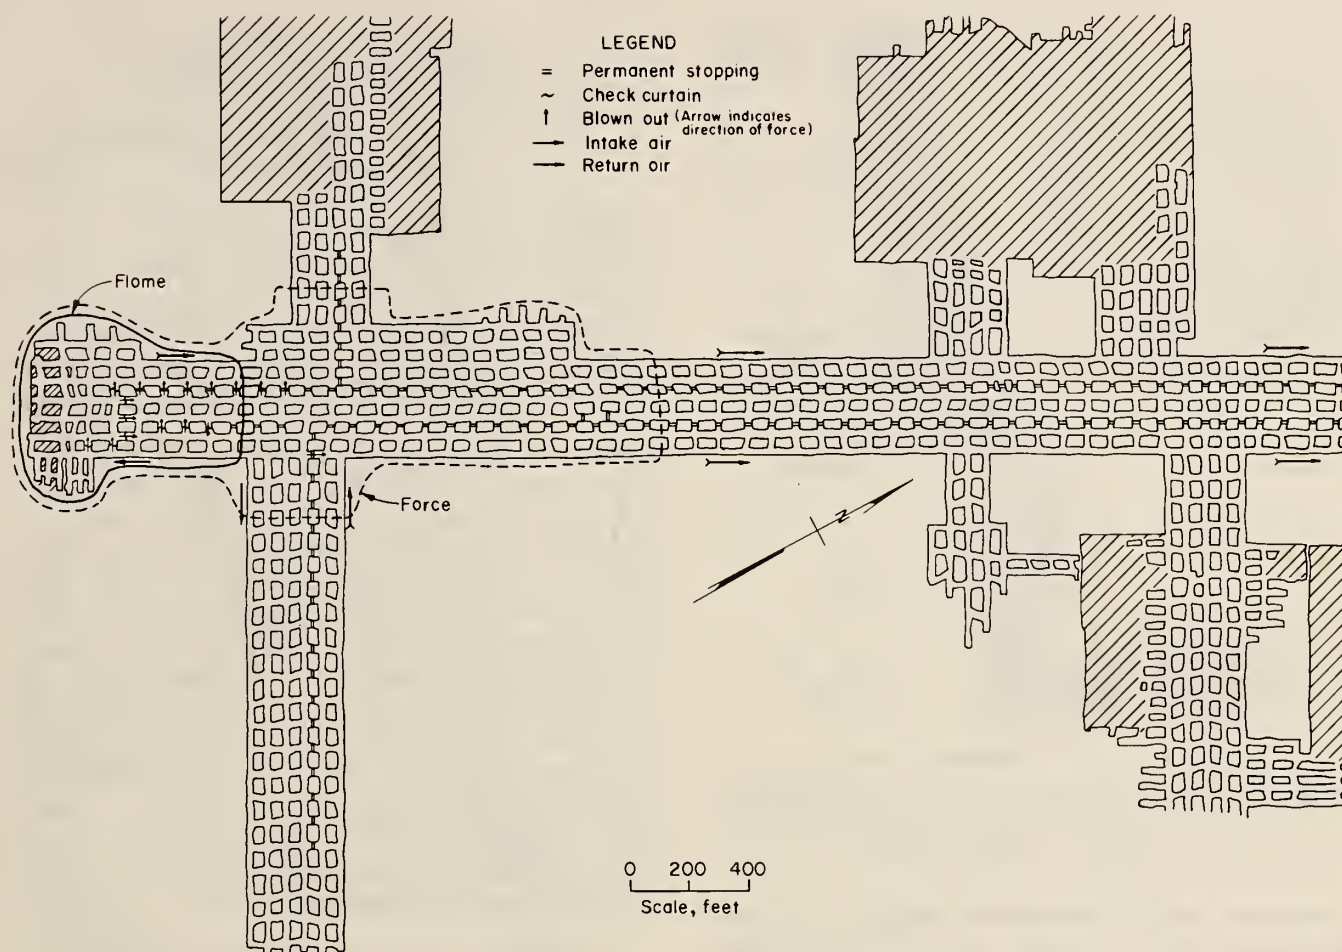 LEGEND
= Permanent stopping
~ Check curtain
↑ Blown out (Arrow indicates
direction of force)
→ Intake air
→ Return air
Flame
Force
N
0 200 400
Scale, feet